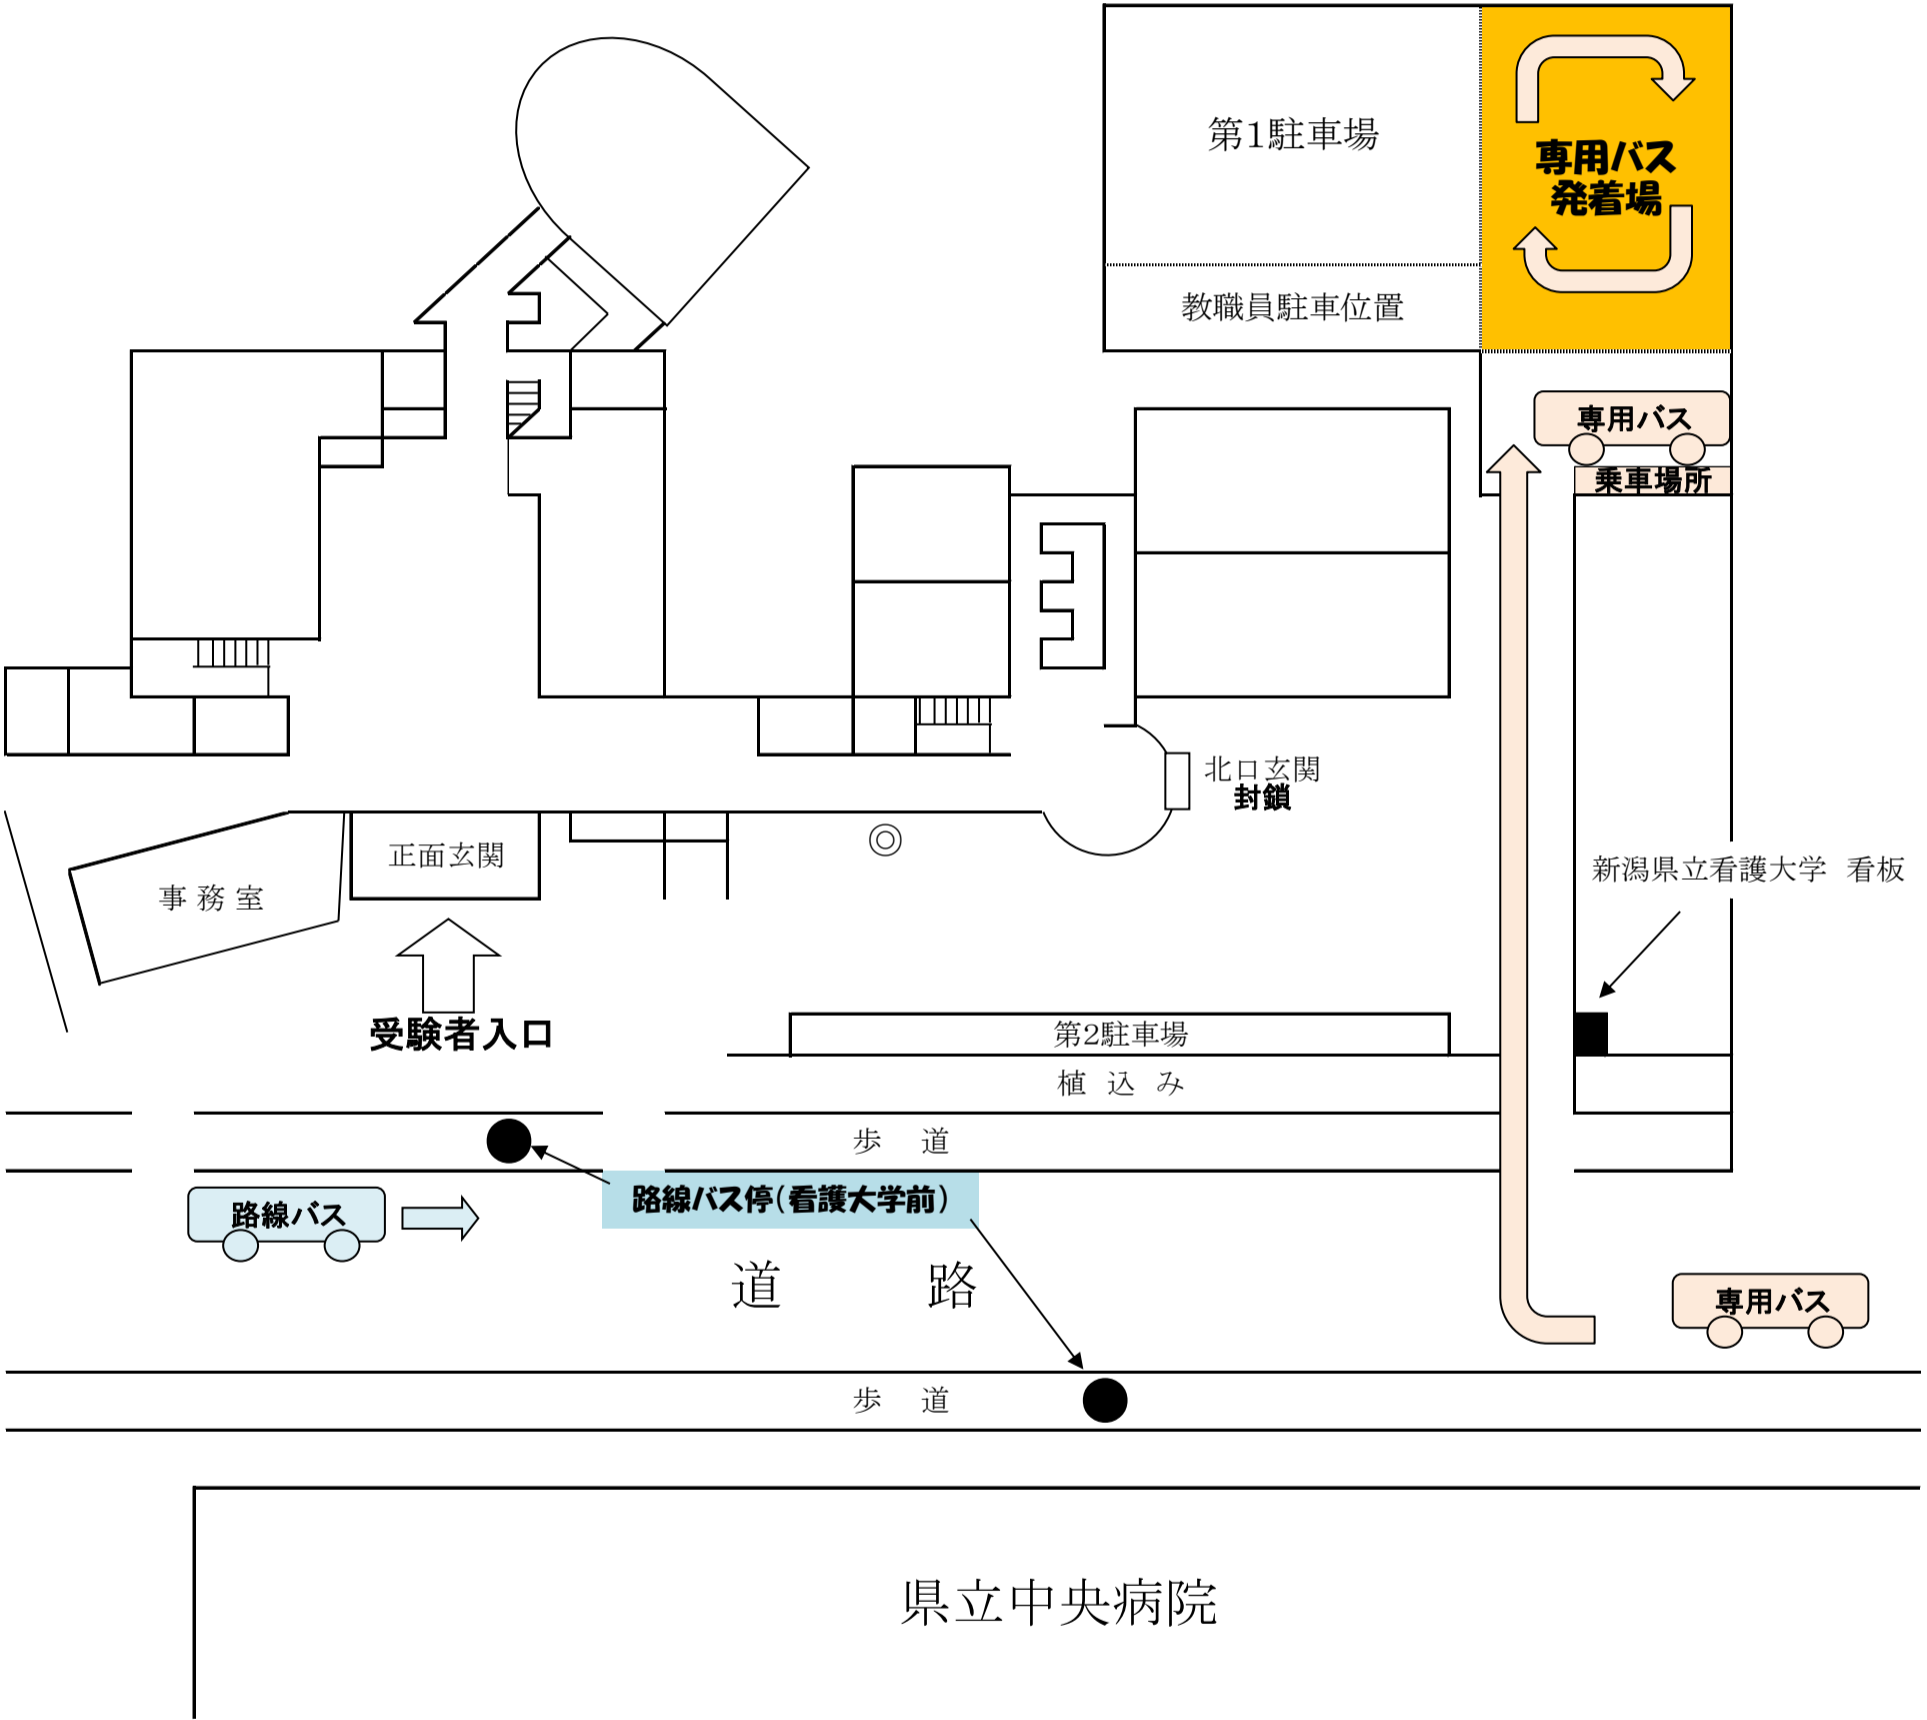 第1駐車場
専用バス
発着場
教職員駐車位置
専用バス
乗車場所
北口玄関
封鎖
正面玄関
事務室
新潟県立看護大学　看板
受験者入口
第2駐車場
植込み
歩道
路線バス停(看護大学前)
路線バス
道路
専用バス
歩道
県立中央病院